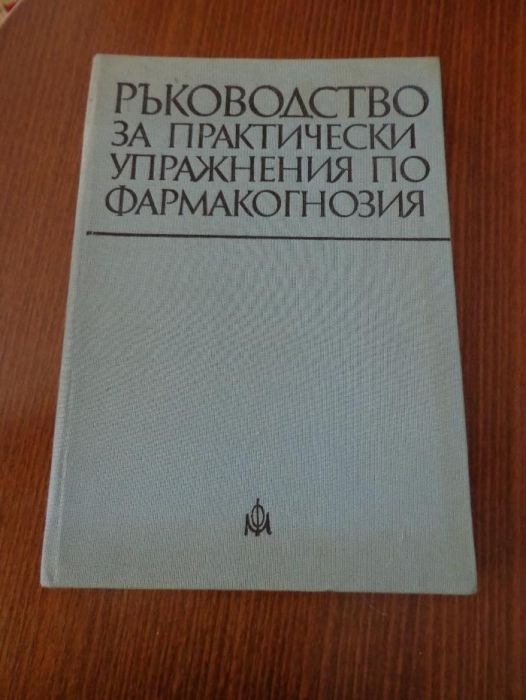 РЪКОВОДСТВО
ЗА ПРАКТИЧЕСКИ
УПРАЖНЕНИЯ ПО
ФАРМАКОГНОЗИЯ